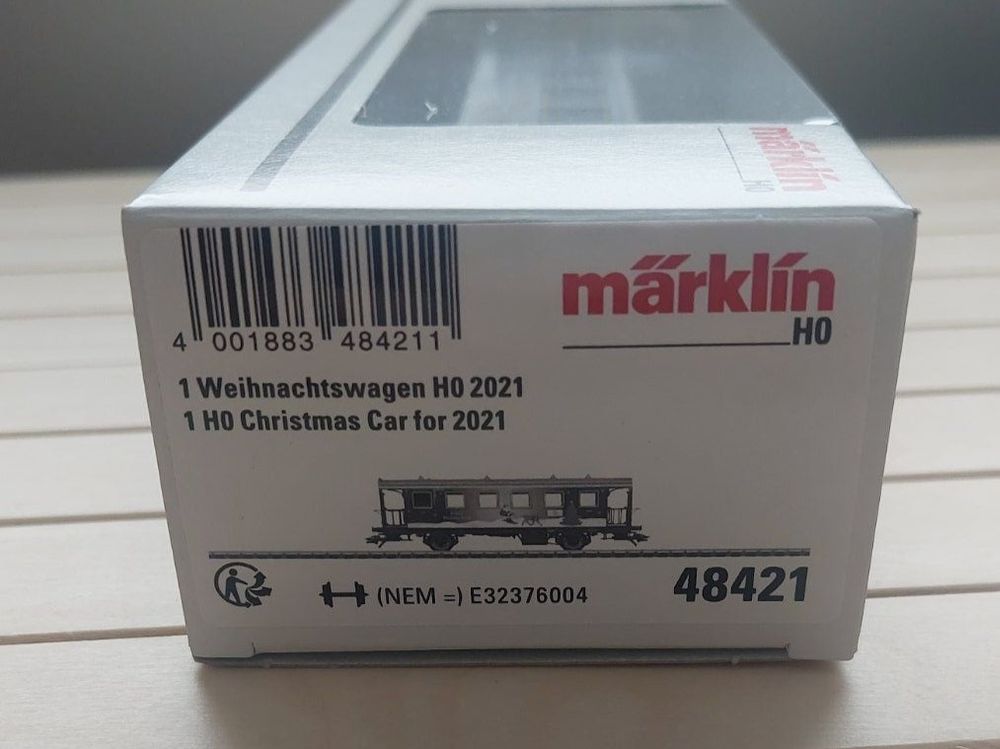 märklin
H0
märklin
H0
4 001883 484211
1 Weihnachtswagen H0 2021
1 H0 Christmas Car for 2021
(NEM =) E32376004
48421